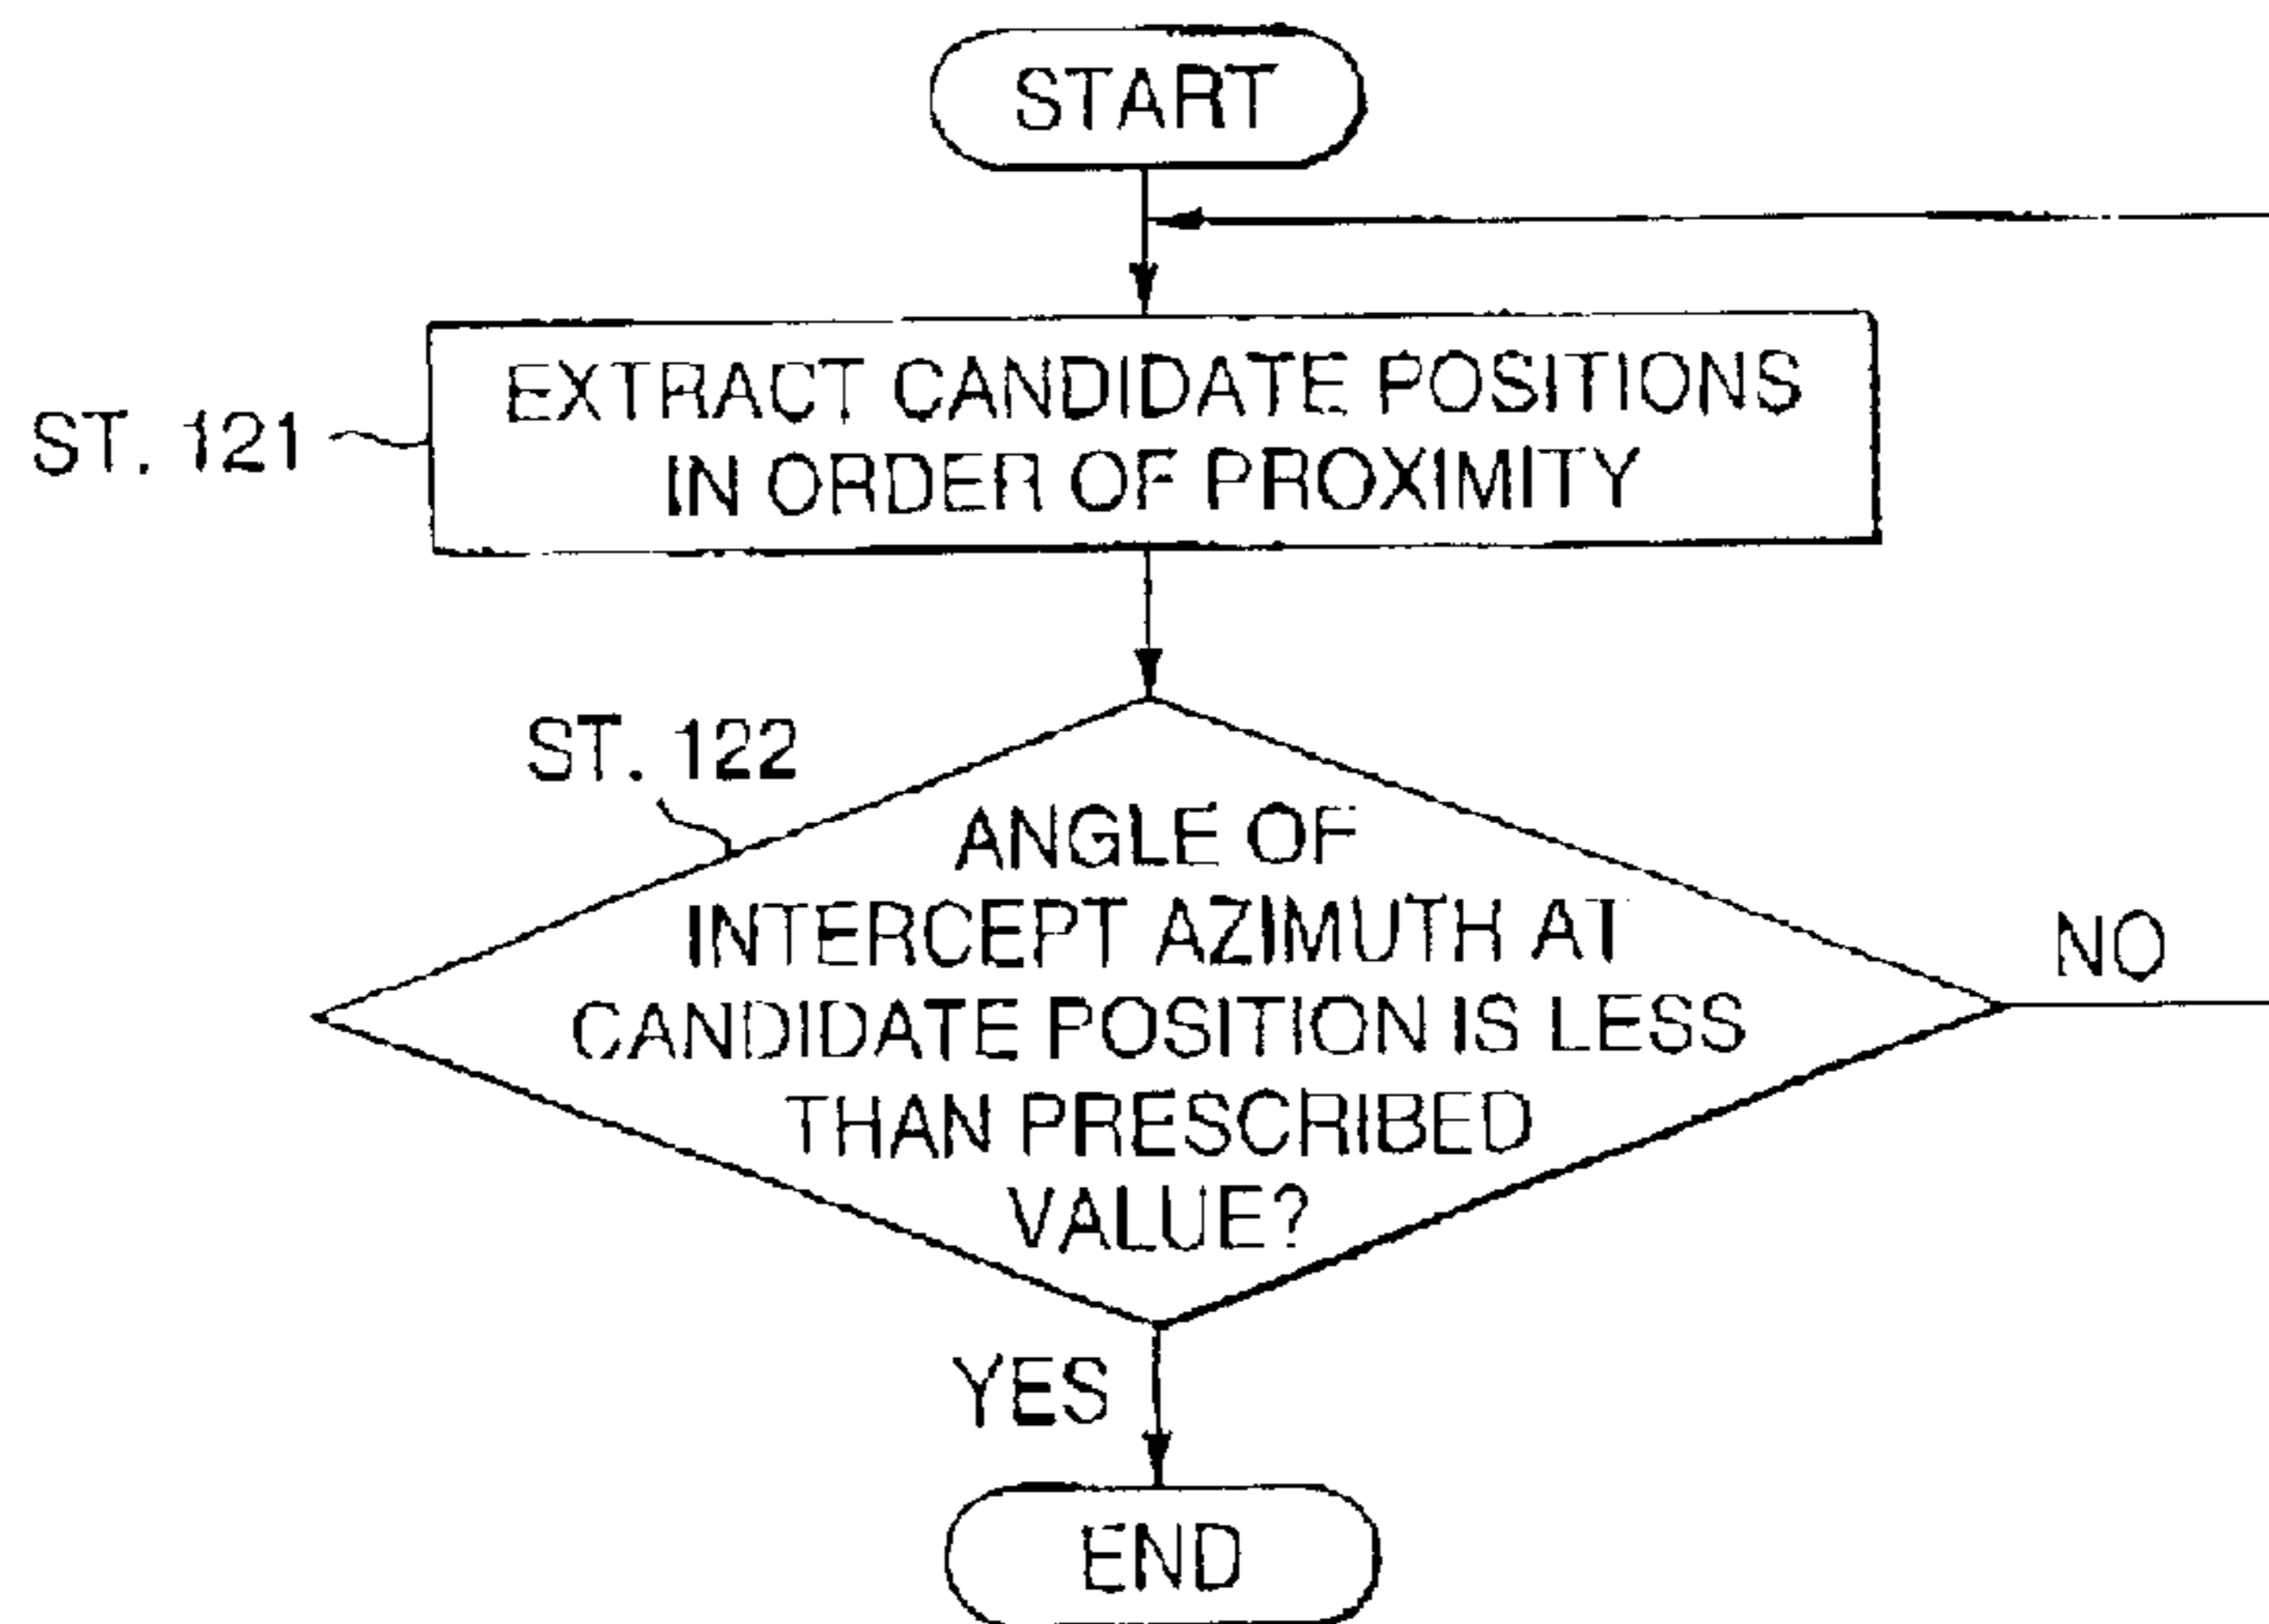 START
EXTRACT CANDIDATE POSITIONS
IN ORDER OF PROXIMITY
ST. 121
ST. 122
ANGLE OF
INTERCEPT AZIMUTH AT
CANDIDATE POSITION IS LESS
THAN PRESCRIBED
VALUE?
NO
YES
END